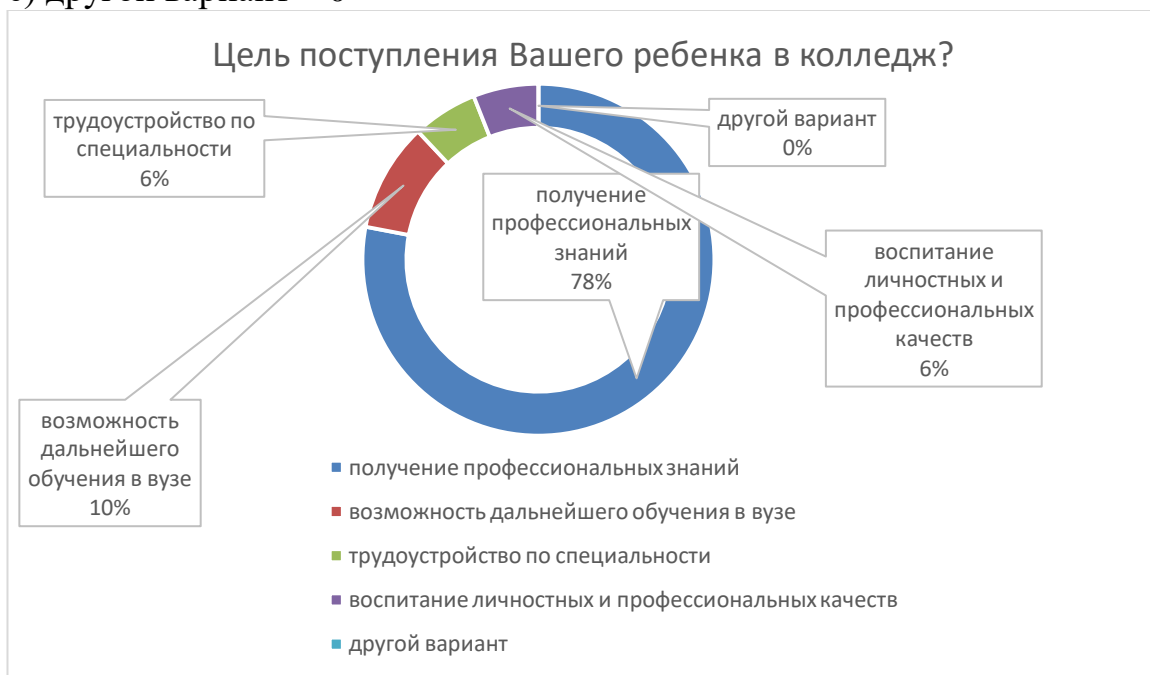 Цель поступления Вашего ребенка в колледж?
трудоустройство по
специальности
6%
другой вариант
0%
получение
профессиональных
знаний
78%
воспитание
личностных и
профессиональных
качеств
6%
возможность
дальнейшего
обучения в вузе
10%
получение профессиональных знаний
возможность дальнейшего обучения в вузе
трудоустройство по специальности
воспитание личностных и профессиональных качеств
другой вариант